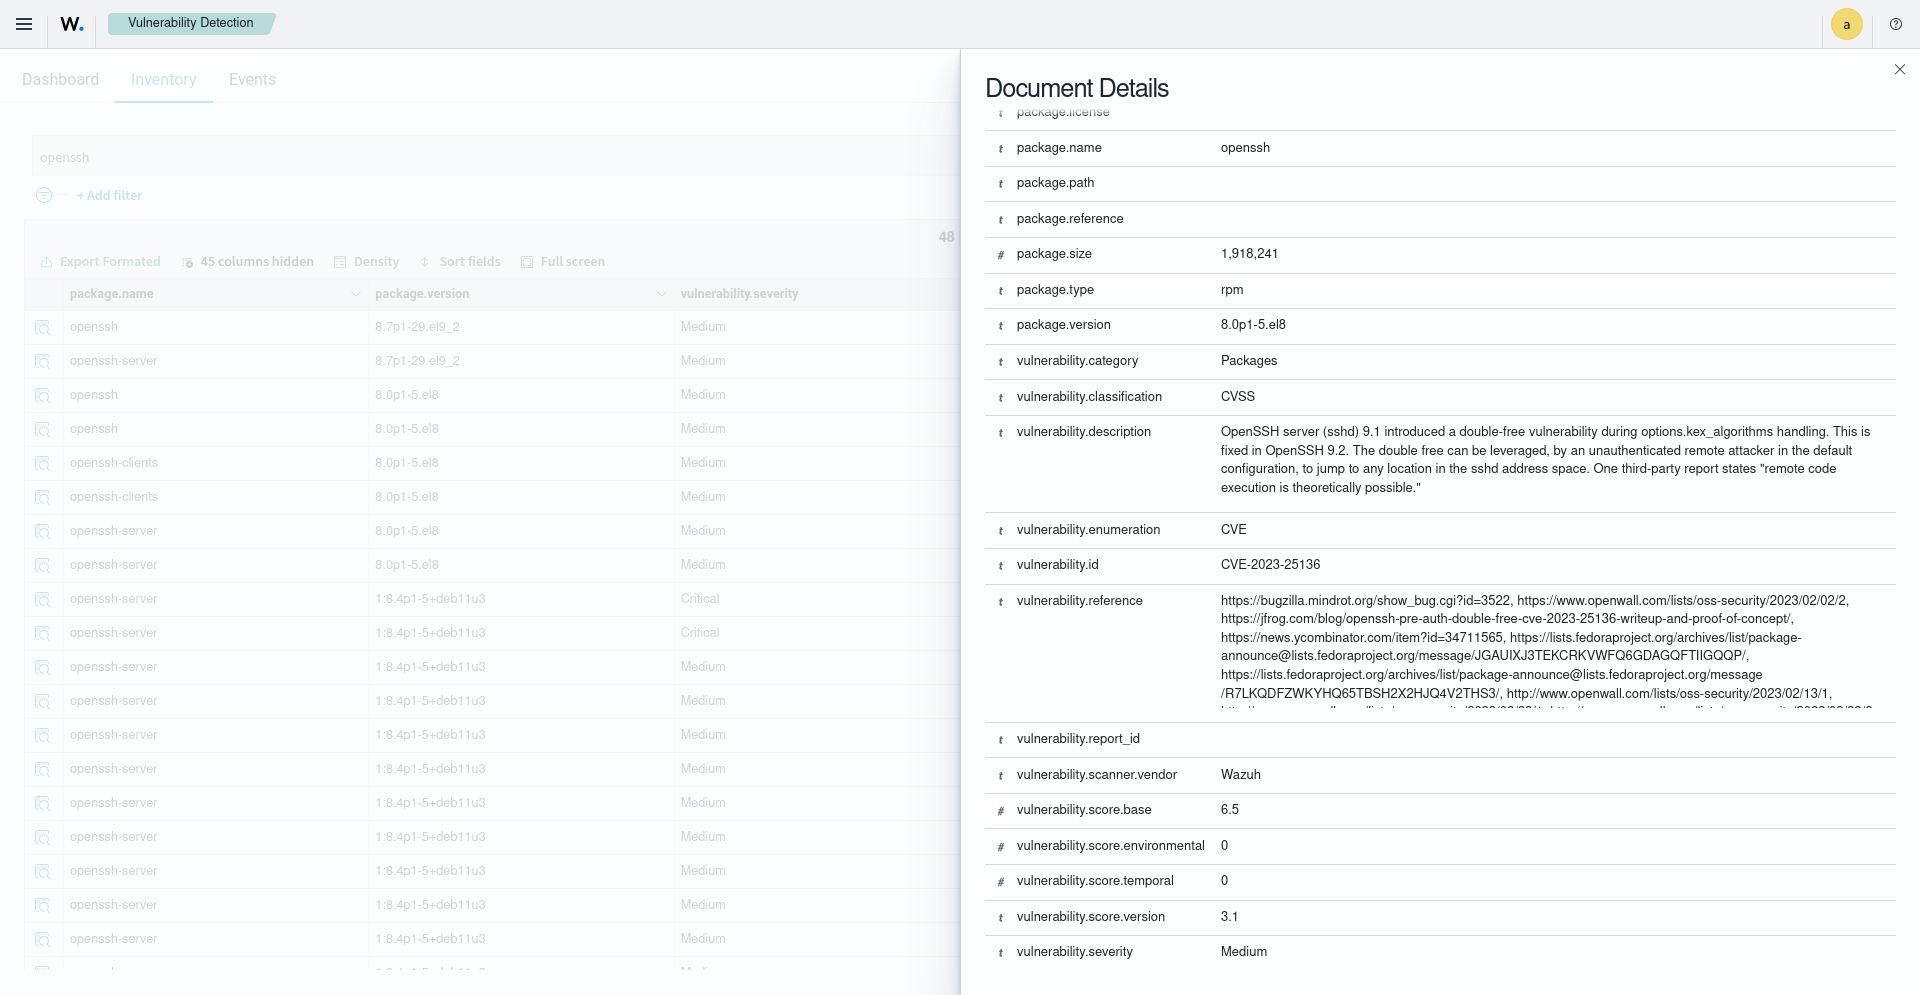 W.
Vulnerability Detection
a
Dashboard
Inventory
Events
openssh
+ Add filter
48
Export Formated
45 columns hidden
Density
Sort fields
Full screen
package.name package.version vulnerability.severity
openssh 8.7p1-29.el9_2 Medium
openssh-server 8.7p1-29.el9_2 Medium
openssh 8.0p1-5.el8 Medium
openssh 8.0p1-5.el8 Medium
openssh-clients 8.0p1-5.el8 Medium
openssh-clients 8.0p1-5.el8 Medium
openssh-server 8.0p1-5.el8 Medium
openssh-server 8.0p1-5.el8 Medium
openssh-server 1:8.4p1-5+deb11u3 Critical
openssh-server 1:8.4p1-5+deb11u3 Critical
openssh-server 1:8.4p1-5+deb11u3 Medium
openssh-server 1:8.4p1-5+deb11u3 Medium
openssh-server 1:8.4p1-5+deb11u3 Medium
openssh-server 1:8.4p1-5+deb11u3 Medium
openssh-server 1:8.4p1-5+deb11u3 Medium
openssh-server 1:8.4p1-5+deb11u3 Medium
openssh-server 1:8.4p1-5+deb11u3 Medium
openssh-server 1:8.4p1-5+deb11u3 Medium
openssh-server 1:8.4p1-5+deb11u3 Medium
Document Details
t package.license
t package.name openssh
t package.path
t package.reference
# package.size 1,918,241
t package.type rpm
t package.version 8.0p1-5.el8
t vulnerability.category Packages
t vulnerability.classification CVSS
t vulnerability.description OpenSSH server (sshd) 9.1 introduced a double-free vulnerability during options.kex_algorithms handling. This is
fixed in OpenSSH 9.2. The double free can be leveraged, by an unauthenticated remote attacker in the default
configuration, to jump to any location in the sshd address space. One third-party report states "remote code
execution is theoretically possible."
t vulnerability.enumeration CVE
t vulnerability.id CVE-2023-25136
t vulnerability.reference https://bugzilla.mindrot.org/show_bug.cgi?id=3522, https://www.openwall.com/lists/oss-security/2023/02/02/2,
https://jfrog.com/blog/openssh-pre-auth-double-free-cve-2023-25136-writeup-and-proof-of-concept/,
https://news.ycombinator.com/item?id=34711565, https://lists.fedoraproject.org/archives/list/package-
announce@lists.fedoraproject.org/message/JGAUIXJ3TEKCRKVWFQ6GDAGQFTIIGQQP/,
https://lists.fedoraproject.org/archives/list/package-announce@lists.fedoraproject.org/message
/R7LKQDFZWKYHQ65TBSH2X2HJQ4V2THS3/, http://www.openwall.com/lists/oss-security/2023/02/13/1,
t vulnerability.report_id
t vulnerability.scanner.vendor Wazuh
# vulnerability.score.base 6.5
# vulnerability.score.environmental 0
# vulnerability.score.temporal 0
t vulnerability.score.version 3.1
t vulnerability.severity Medium